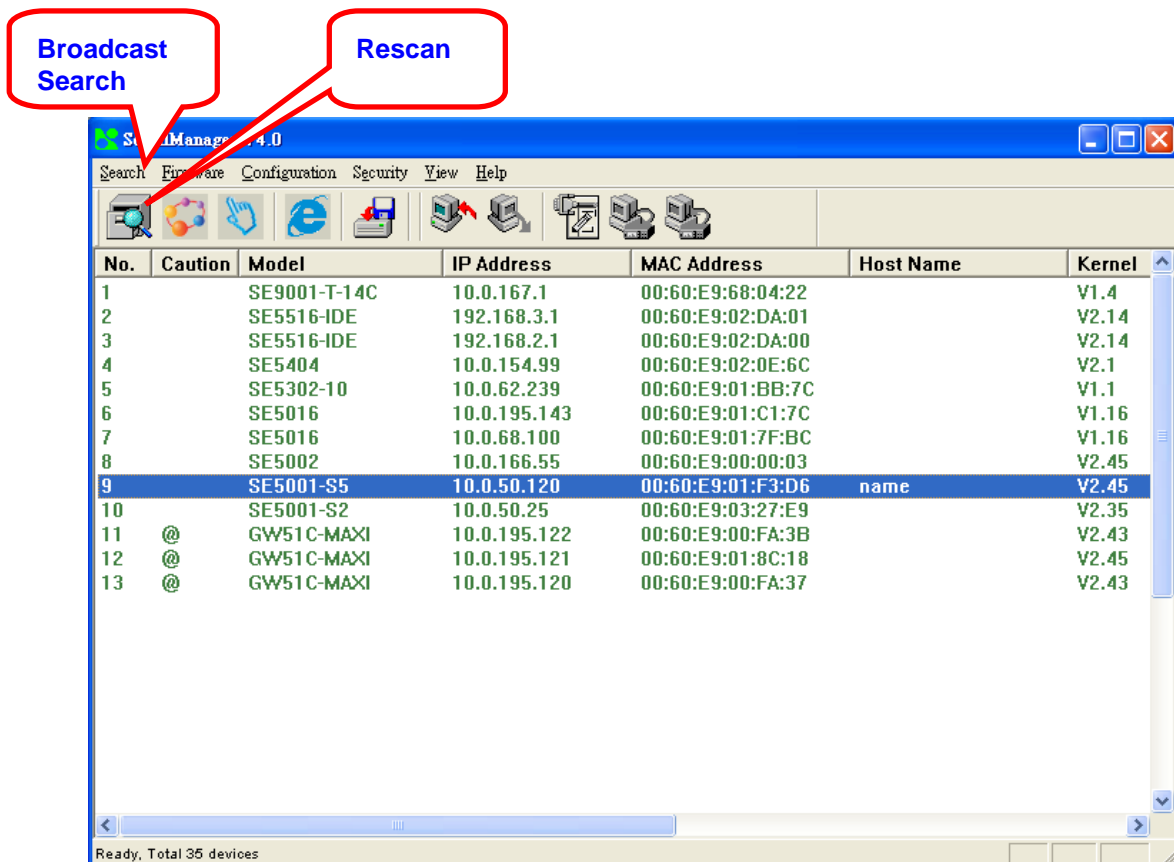 Broadcast Search
Rescan
4.0
Search Firmware Configuration Security View Help
No. Caution Model IP Address MAC Address Host Name Kernel
1 SE9001-T-14C 10.0.167.1 00:60:E9:68:04:22 V1.4
2 SE5516-IDE 192.168.3.1 00:60:E9:02:DA:01 V2.14
3 SE5516-IDE 192.168.2.1 00:60:E9:02:DA:00 V2.14
4 SE5404 10.0.154.99 00:60:E9:02:0E:6C V2.1
5 SE5302-10 10.0.62.239 00:60:E9:01:BB:7C V1.1
6 SE5016 10.0.195.143 00:60:E9:01:C1:7C V1.16
7 SE5016 10.0.68.100 00:60:E9:01:7F:BC V1.16
8 SE5002 10.0.166.55 00:60:E9:00:00:03 V2.45
9 SE5001-S5 10.0.50.120 00:60:E9:01:F3:D6 name V2.45
10 SE5001-S2 10.0.50.25 00:60:E9:03:27:E9 V2.35
11 @ GW51C-MAXI 10.0.195.122 00:60:E9:00:FA:3B V2.43
12 @ GW51C-MAXI 10.0.195.121 00:60:E9:01:8C:18 V2.45
13 @ GW51C-MAXI 10.0.195.120 00:60:E9:00:FA:37 V2.43
Ready, Total 35 devices